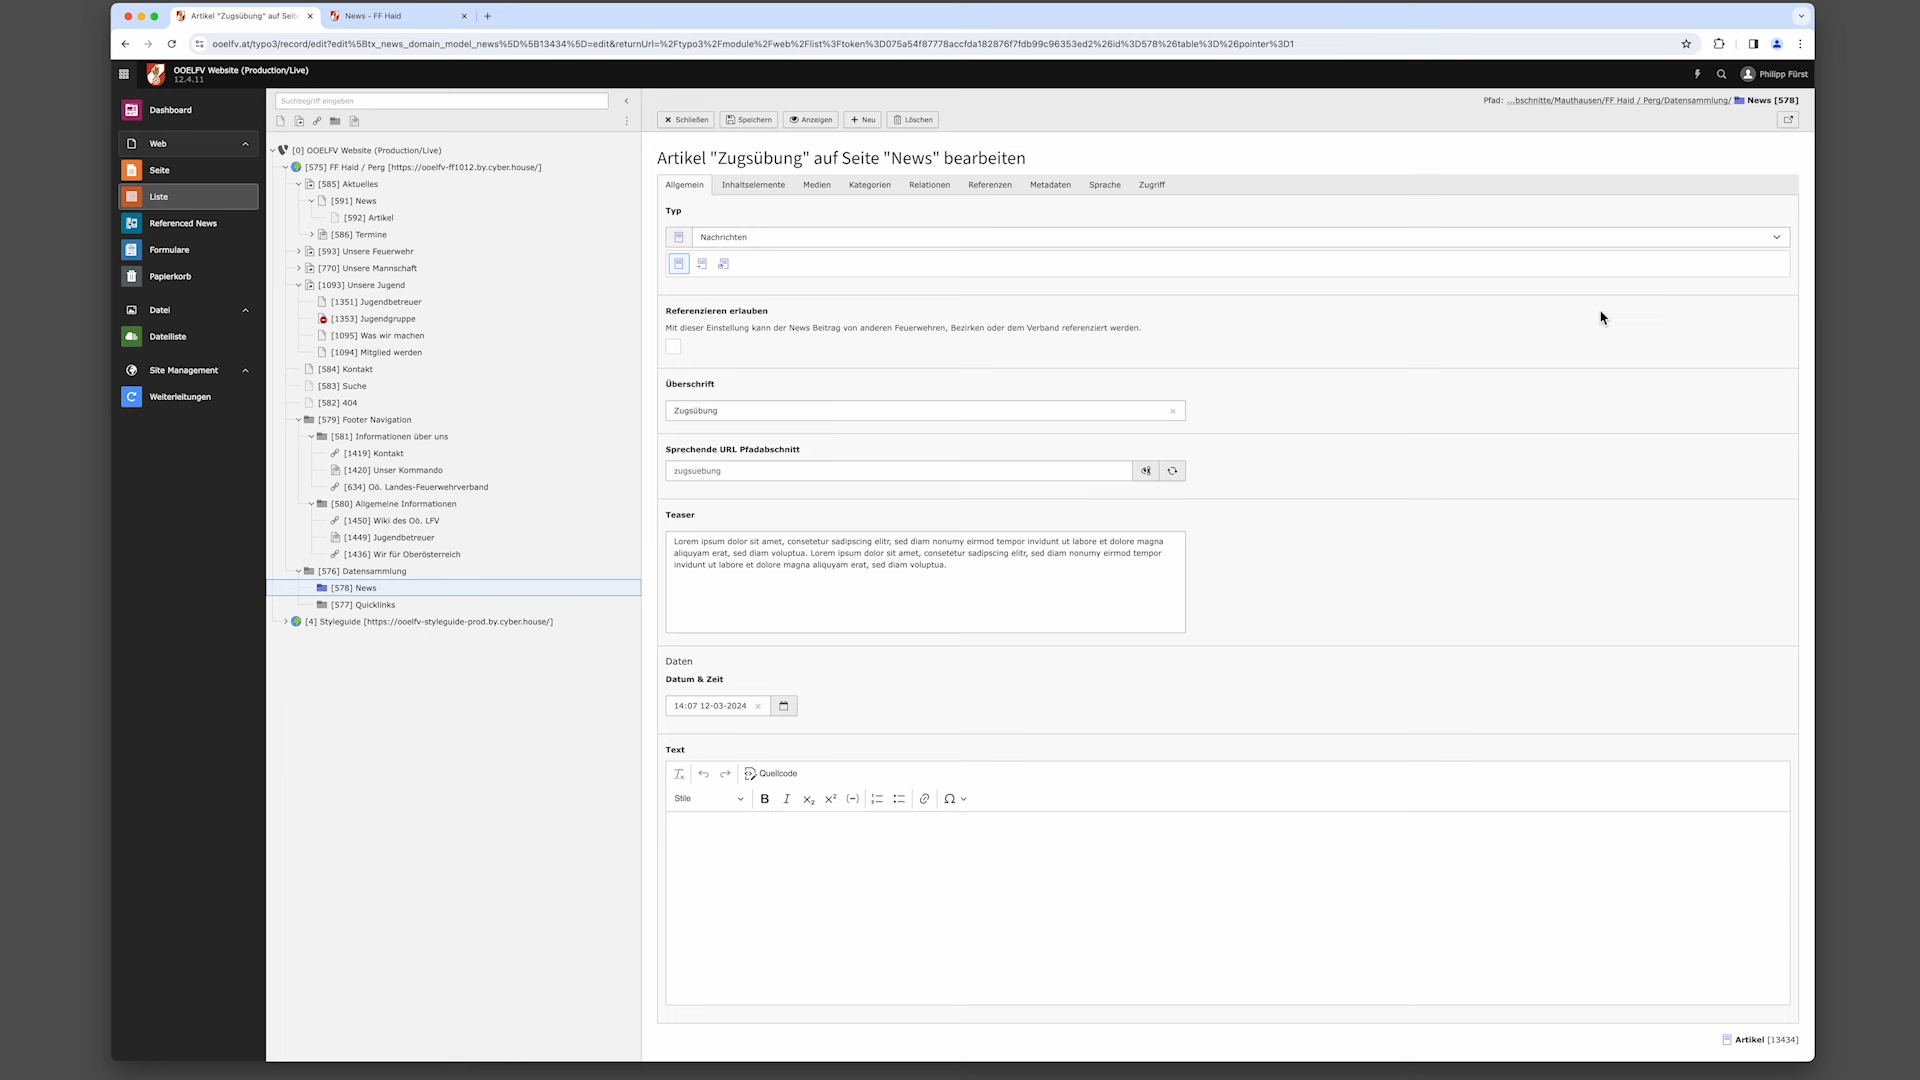 Artikel "Zugsübung" auf Seite
News - FF Haid
ooelfv.at/typo3/record/edit?edit%5Btx_news_domain_model_news%5D%5B13434%5D=edit&returnUrl=%2Ftypo3%2Fmodule%2Fweb%2Flist%3Ftoken%3D075a54f87778accfda182876f7fdb99c96353ed2%26id%3D578%26table%3D%26pointer%3D1
OOELFV Website (Production/Live)
12.4.11
Philipp Fürst
Dashboard
Web
Seite
Liste
Referenced News
Formulare
Papierkorb
Datei
Dateiliste
Site Management
Weiterleitungen
Suchbegriff eingeben
[0] OOELFV Website (Production/Live)
[575] FF Haid / Perg [https://ooelfv-ff1012.by.cyber.house/]
[585] Aktuelles
[591] News
[592] Artikel
[586] Termine
[593] Unsere Feuerwehr
[770] Unsere Mannschaft
[1093] Unsere Jugend
[1351] Jugendbetreuer
[1353] Jugendgruppe
[1095] Was wir machen
[1094] Mitglied werden
[584] Kontakt
[583] Suche
[582] 404
[579] Footer Navigation
[581] Informationen über uns
[1419] Kontakt
[1420] Unser Kommando
[634] Oö. Landes-Feuerwehrverband
[580] Allgemeine Informationen
[1450] Wiki des Oö. LFV
[1449] Jugendbetreuer
[1436] Wir für Oberösterreich
[576] Datensammlung
[578] News
[577] Quicklinks
[4] Styleguide [https://ooelfv-styleguide-prod.by.cyber.house/]
Pfad: ...bschnitte/Mauthausen/FF Haid / Perg/Datensammlung/ News [578]
Schließen Speichern Anzeigen Neu Löschen
Artikel "Zugsübung" auf Seite "News" bearbeiten
Allgemein Inhaltselemente Medien Kategorien Relationen Referenzen Metadaten Sprache Zugriff
Typ
Nachrichten
Referenzieren erlauben
Mit dieser Einstellung kann der News Beitrag von anderen Feuerwehren, Bezirken oder dem Verband referenziert werden.
Überschrift
Zugsübung
Sprechende URL Pfadabschnitt
zugsuebung
Teaser
Lorem ipsum dolor sit amet, consetetur sadipscing elitr, sed diam nonumy eirmod tempor invidunt ut labore et dolore magna
aliquyam erat, sed diam voluptua. Lorem ipsum dolor sit amet, consetetur sadipscing elitr, sed diam nonumy eirmod tempor
invidunt ut labore et dolore magna aliquyam erat, sed diam voluptua.
Daten
Datum & Zeit
14:07 12-03-2024
Text
Quellcode
Stile
Artikel [13434]